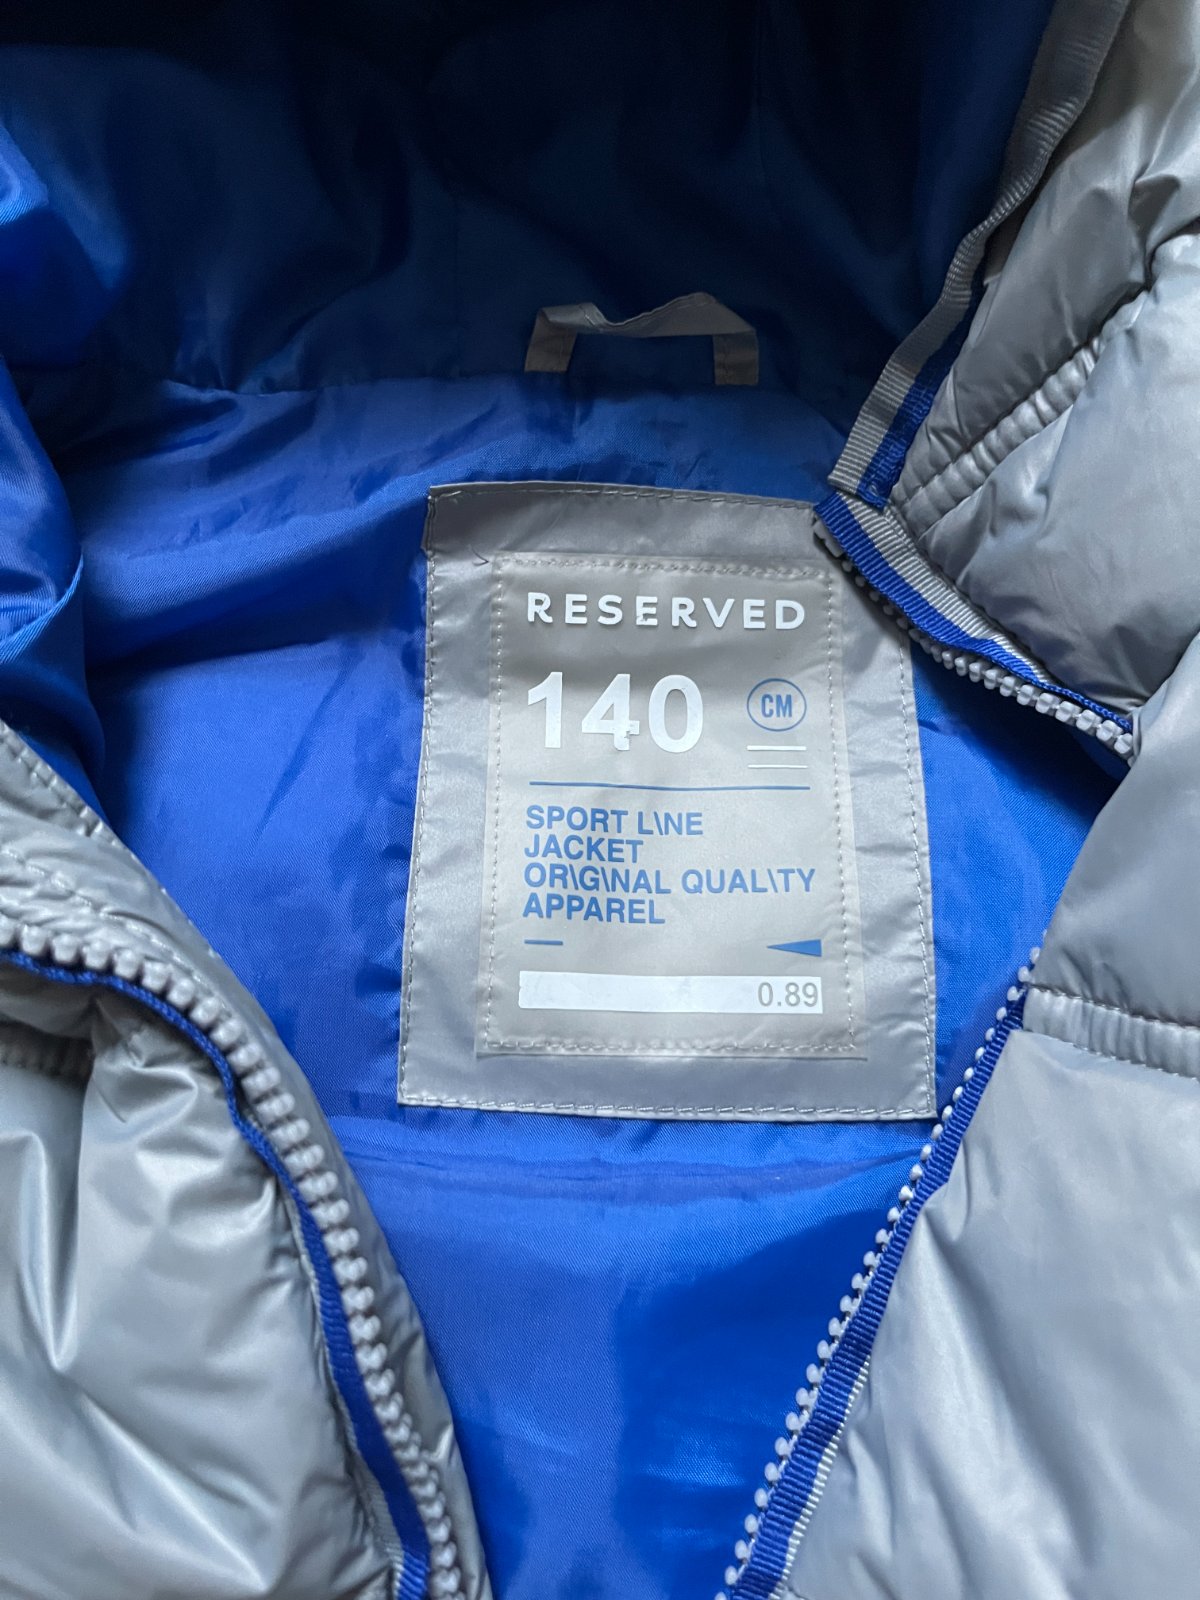 RESERVED
140 CM
SPORT L\NE
JACKET
OR\G\NAL QUAL\TY
APPAREL
0.89